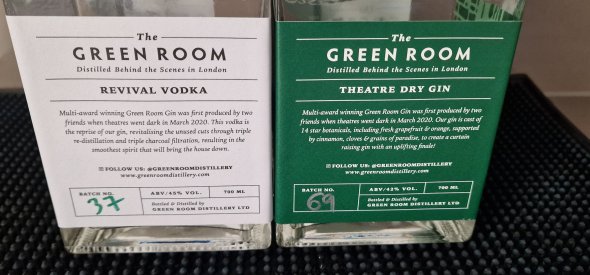 The
GREEN ROOM
Distilled Behind the Scenes in London
REVIVAL VODKA
Multi-award winning Green Room Gin was first produced by two
friends when theatres went dark in March 2020. This vodka is
the reprise of our gin, revitalising the unused cuts through triple
re-distillation and triple charcoal filtration, resulting in the
smoothest spirit that will bring the house down.
FOLLOW US: @GREENROOMDISTILLERY
www.greenroomdistillery.com
BATCH NO.
37
ABV/45% VOL.
700 ML
Bottled & Distilled by
GREEN ROOM DISTILLERY LTD
The
GREEN ROOM
Distilled Behind the Scenes in London
THEATRE DRY GIN
Multi-award winning Green Room Gin was first produced by two
friends when theatres went dark in March 2020. Our gin is cast of
14 star botanicals, including fresh grapefruit & orange, supported
by cinnamon, cloves & grains of paradise, to create a curtain
raising gin with an uplifting finale!
FOLLOW US: @GREENROOMDISTILLERY
www.greenroomdistillery.com
BATCH NO.
69
ABV/42% VOL.
700 ML
Bottled & Distilled by
GREEN ROOM DISTILLERY LTD